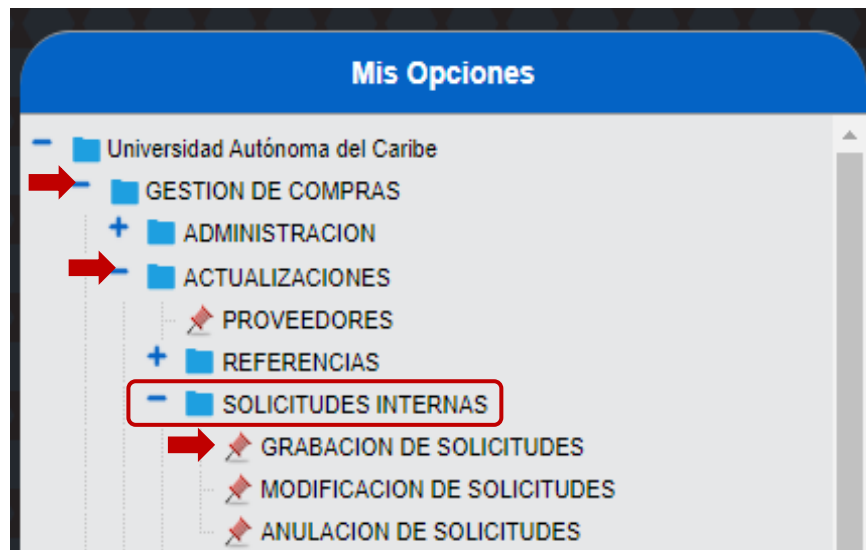 Mis Opciones
Universidad Autónoma del Caribe
GESTION DE COMPRAS
ADMINISTRACION
ACTUALIZACIONES
PROVEEDORES
REFERENCIAS
SOLICITUDES INTERNAS
GRABACION DE SOLICITUDES
MODIFICACION DE SOLICITUDES
ANULACION DE SOLICITUDES